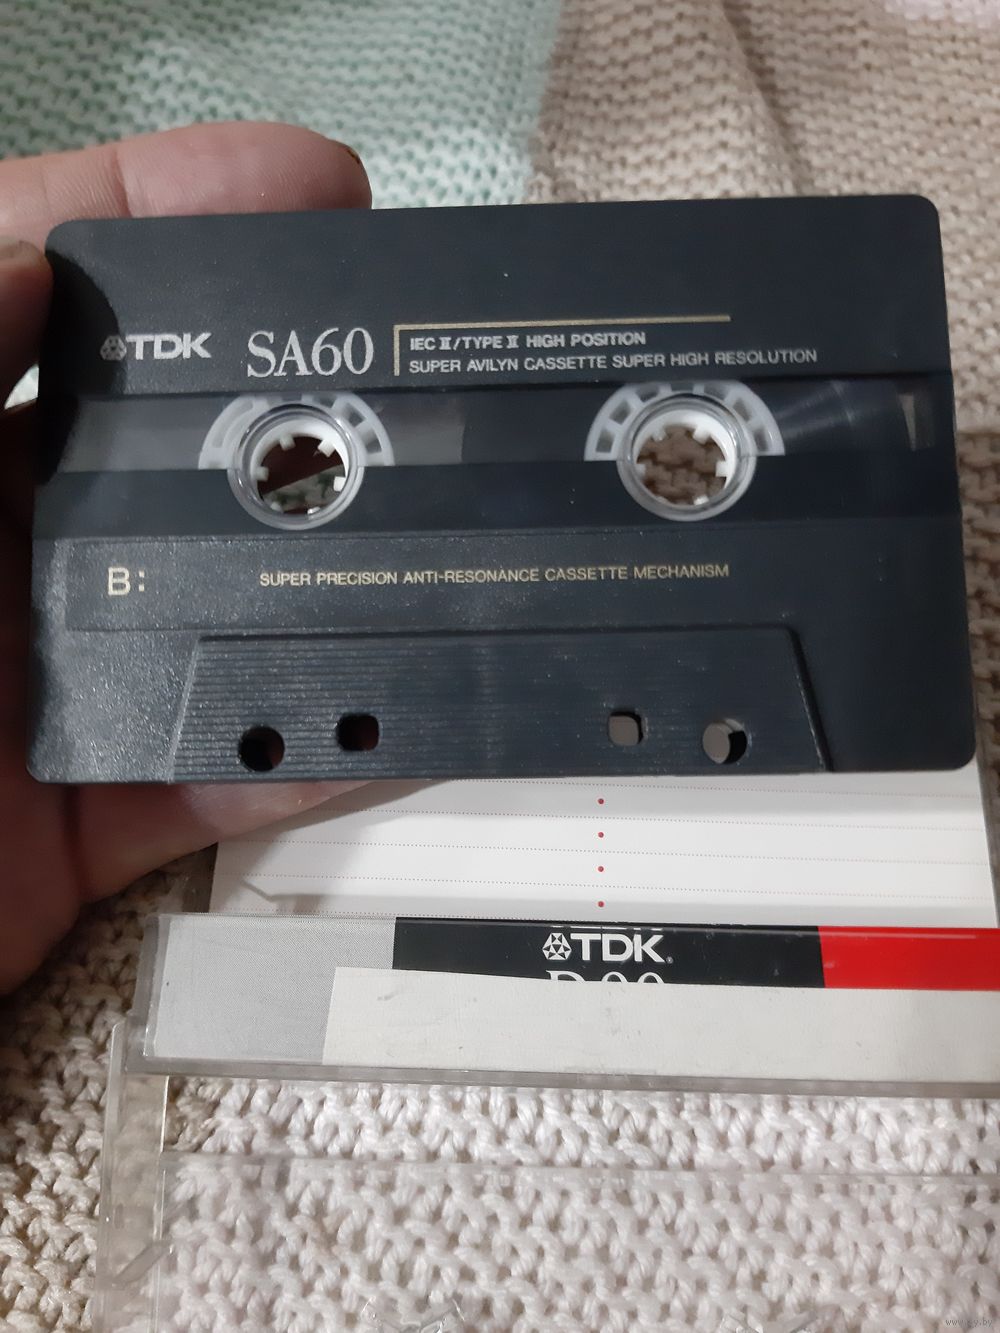 TDK SA60 IEC II/TYPE II HIGH POSITION
SUPER AVILYN CASSETTE SUPER HIGH RESOLUTION
B: SUPER PRECISION ANTI-RESONANCE CASSETTE MECHANISM
TDK